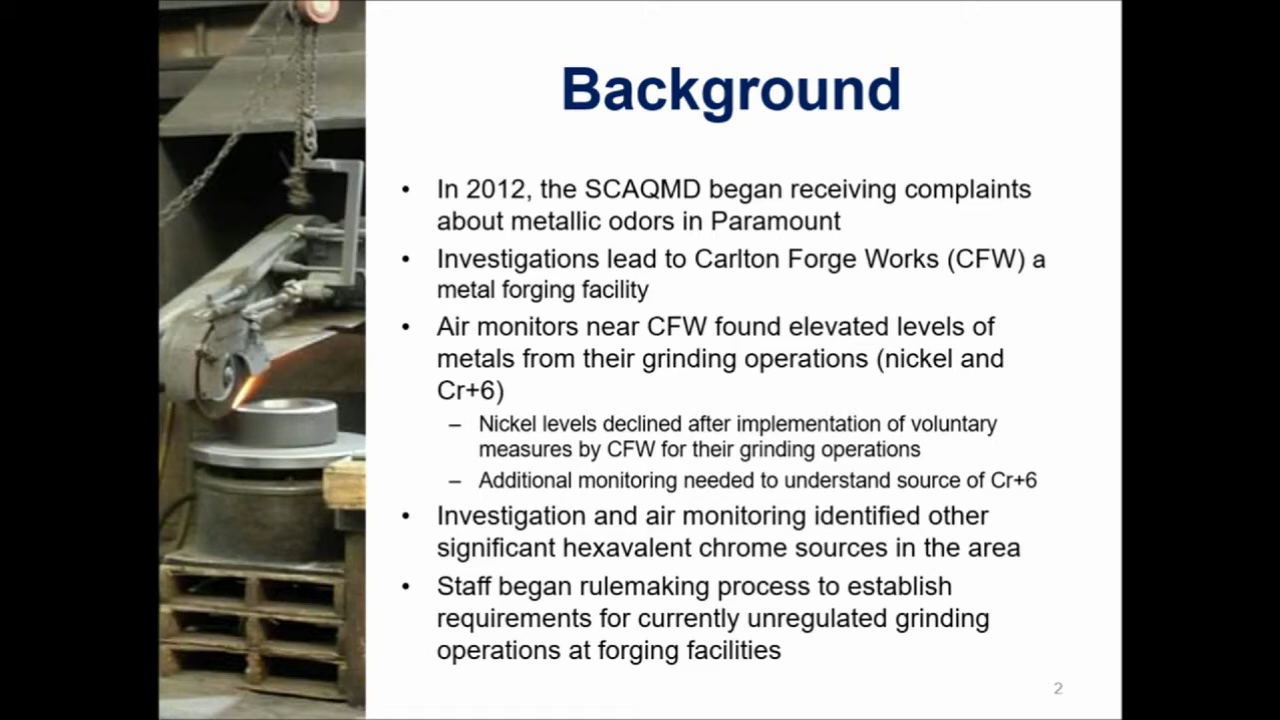 Background
• In 2012, the SCAQMD began receiving complaints
about metallic odors in Paramount
• Investigations lead to Carlton Forge Works (CFW) a
metal forging facility
• Air monitors near CFW found elevated levels of
metals from their grinding operations (nickel and
Cr+6)
– Nickel levels declined after implementation of voluntary
measures by CFW for their grinding operations
– Additional monitoring needed to understand source of Cr+6
• Investigation and air monitoring identified other
significant hexavalent chrome sources in the area
• Staff began rulemaking process to establish
requirements for currently unregulated grinding
operations at forging facilities
2